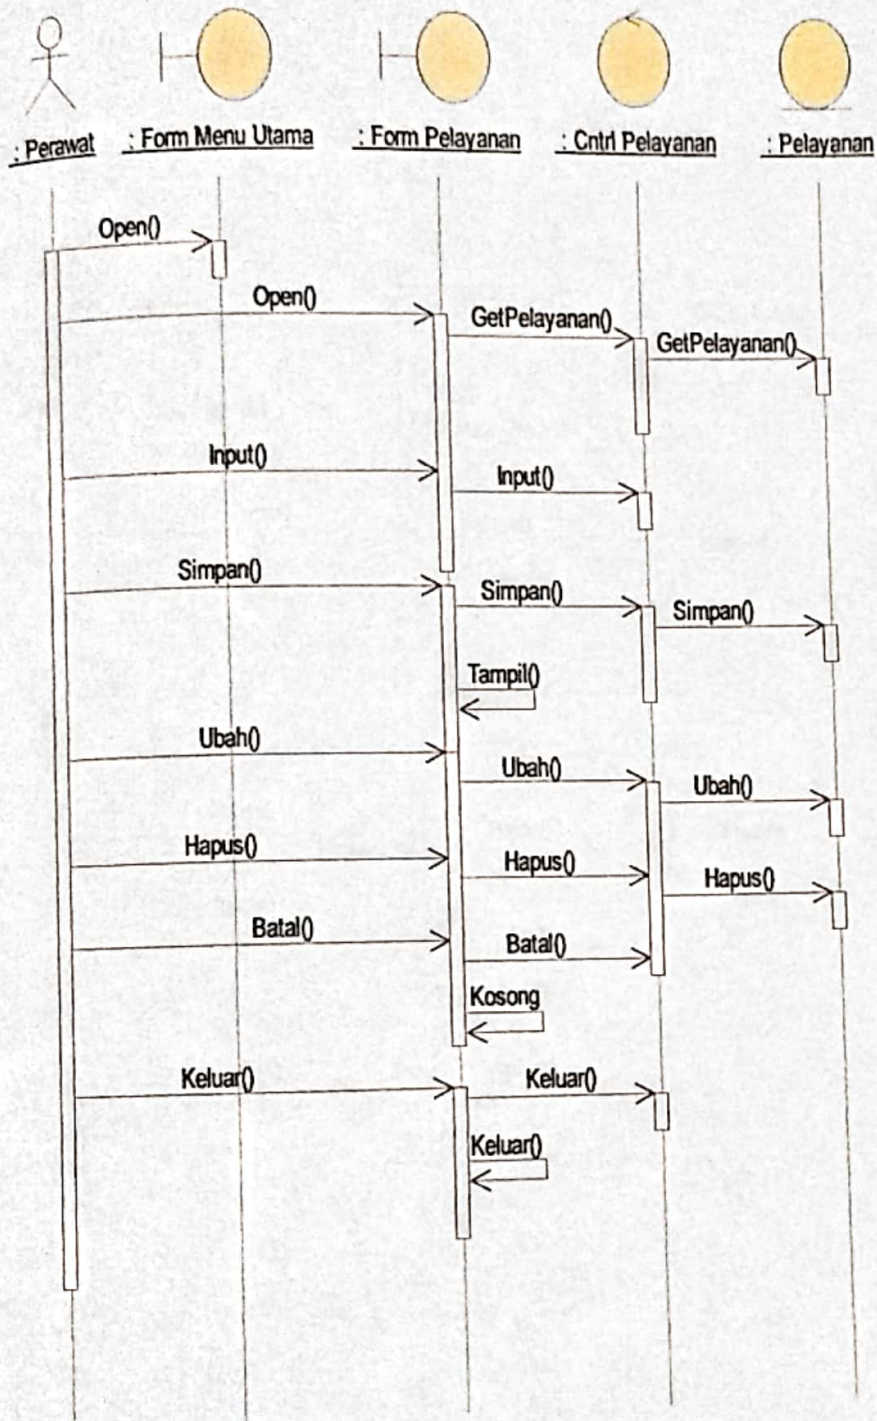 : Perawat
: Form Menu Utama
: Form Pelayanan
: Cntrl Pelayanan
: Pelayanan
Open()
Open()
GetPelayanan()
GetPelayanan()
Input()
Input()
Simpan()
Simpan()
Simpan()
Tampil()
Ubah()
Ubah()
Ubah()
Hapus()
Hapus()
Hapus()
Batal()
Batal()
Kosong
Keluar()
Keluar()
Keluar()